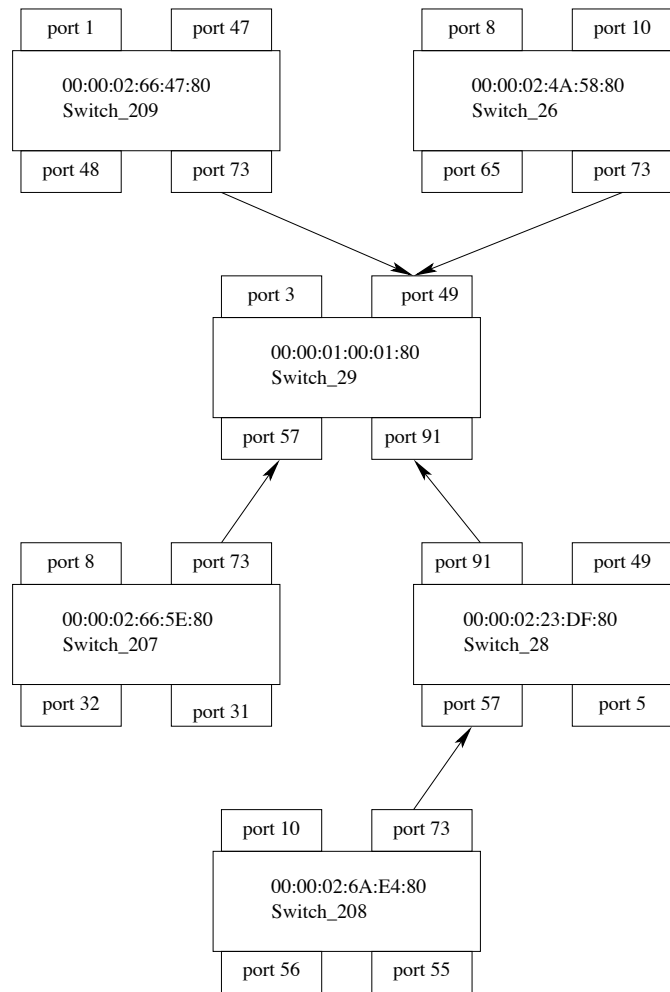 port 1
port 47
00:00:02:66:47:80
Switch_209
port 48
port 73
port 8
port 10
00:00:02:4A:58:80
Switch_26
port 65
port 73
port 3
port 49
00:00:01:00:01:80
Switch_29
port 57
port 91
port 8
port 73
00:00:02:66:5E:80
Switch_207
port 32
port 31
port 91
port 49
00:00:02:23:DF:80
Switch_28
port 57
port 5
port 10
port 73
00:00:02:6A:E4:80
Switch_208
port 56
port 55